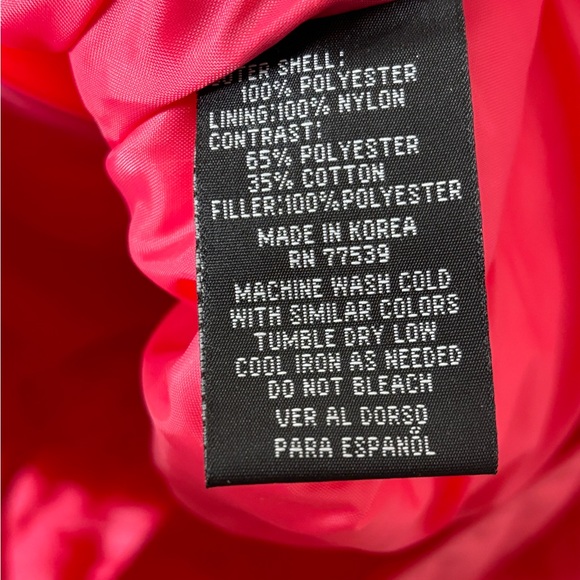 OUTER SHELL:
100% POLYESTER
LINING:100% NYLON
CONTRAST:
65% POLYESTER
35% COTTON
FILLER:100%POLYESTER
MADE IN KOREA
RN 77539
MACHINE WASH COLD
WITH SIMILAR COLORS
TUMBLE DRY LOW
COOL IRON AS NEEDED
DO NOT BLEACH
VER AL DORSO
PARA ESPAÑOL